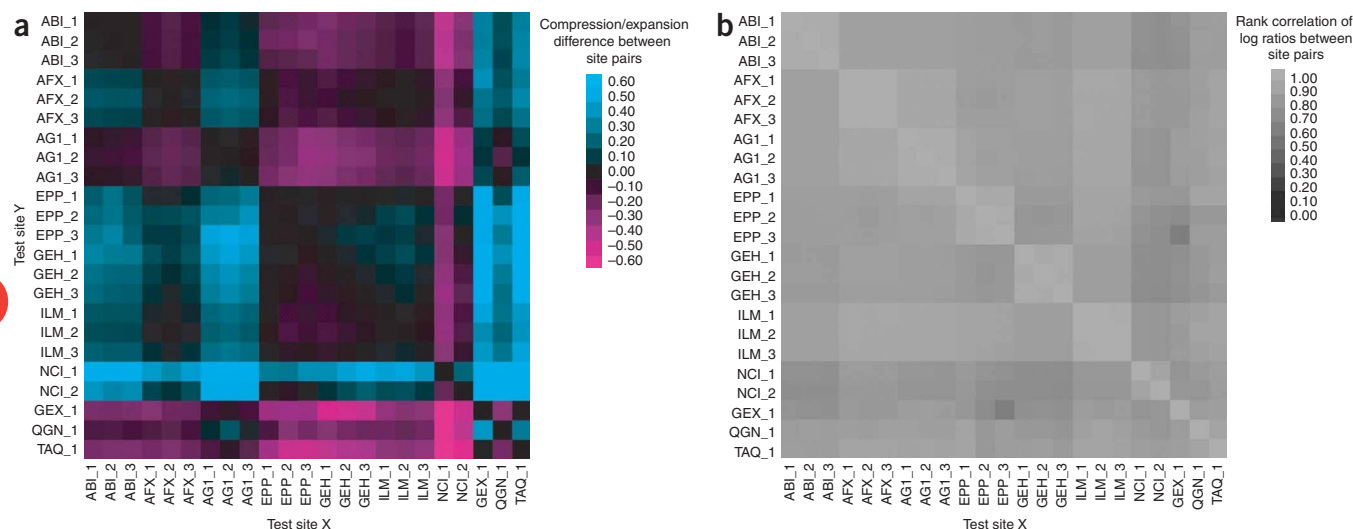 a
ABI_1
ABI_2
ABI_3
AFX_1
AFX_2
AFX_3
AG1_1
AG1_2
AG1_3
EPP_1
EPP_2
EPP_3
GEH_1
GEH_2
GEH_3
ILM_1
ILM_2
ILM_3
NCI_1
NCI_2
GEX_1
QGN_1
TAQ_1
Test site Y
ABI_1 ABI_2 ABI_3 AFX_1 AFX_2 AFX_3 AG1_1 AG1_2 AG1_3 EPP_1 EPP_2 EPP_3 GEH_1 GEH_2 GEH_3 ILM_1 ILM_2 ILM_3 NCI_1 NCI_2 GEX_1 QGN_1 TAQ_1
Test site X
Compression/expansion
difference between
site pairs
0.60
0.50
0.40
0.30
0.20
0.10
0.00
–0.10
–0.20
–0.30
–0.40
–0.50
–0.60
b
ABI_1
ABI_2
ABI_3
AFX_1
AFX_2
AFX_3
AG1_1
AG1_2
AG1_3
EPP_1
EPP_2
EPP_3
GEH_1
GEH_2
GEH_3
ILM_1
ILM_2
ILM_3
NCI_1
NCI_2
GEX_1
QGN_1
TAQ_1
ABI_1 ABI_2 ABI_3 AFX_1 AFX_2 AFX_3 AG1_1 AG1_2 AG1_3 EPP_1 EPP_2 EPP_3 GEH_1 GEH_2 GEH_3 ILM_1 ILM_2 ILM_3 NCI_1 NCI_2 GEX_1 QGN_1 TAQ_1
Test site X
Rank correlation of
log ratios between
site pairs
1.00
0.90
0.80
0.70
0.60
0.50
0.40
0.30
0.20
0.10
0.00